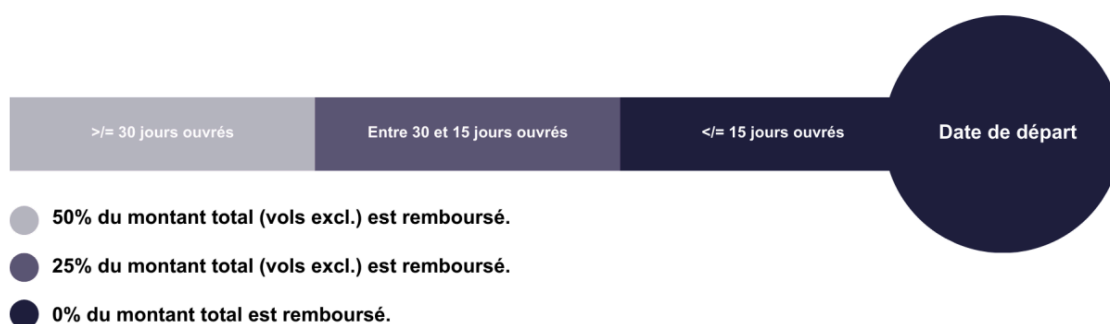 >/= 30 jours ouvrés
Entre 30 et 15 jours ouvrés
</= 15 jours ouvrés
Date de départ
50% du montant total (vols excl.) est remboursé.
25% du montant total (vols excl.) est remboursé.
0% du montant total est remboursé.